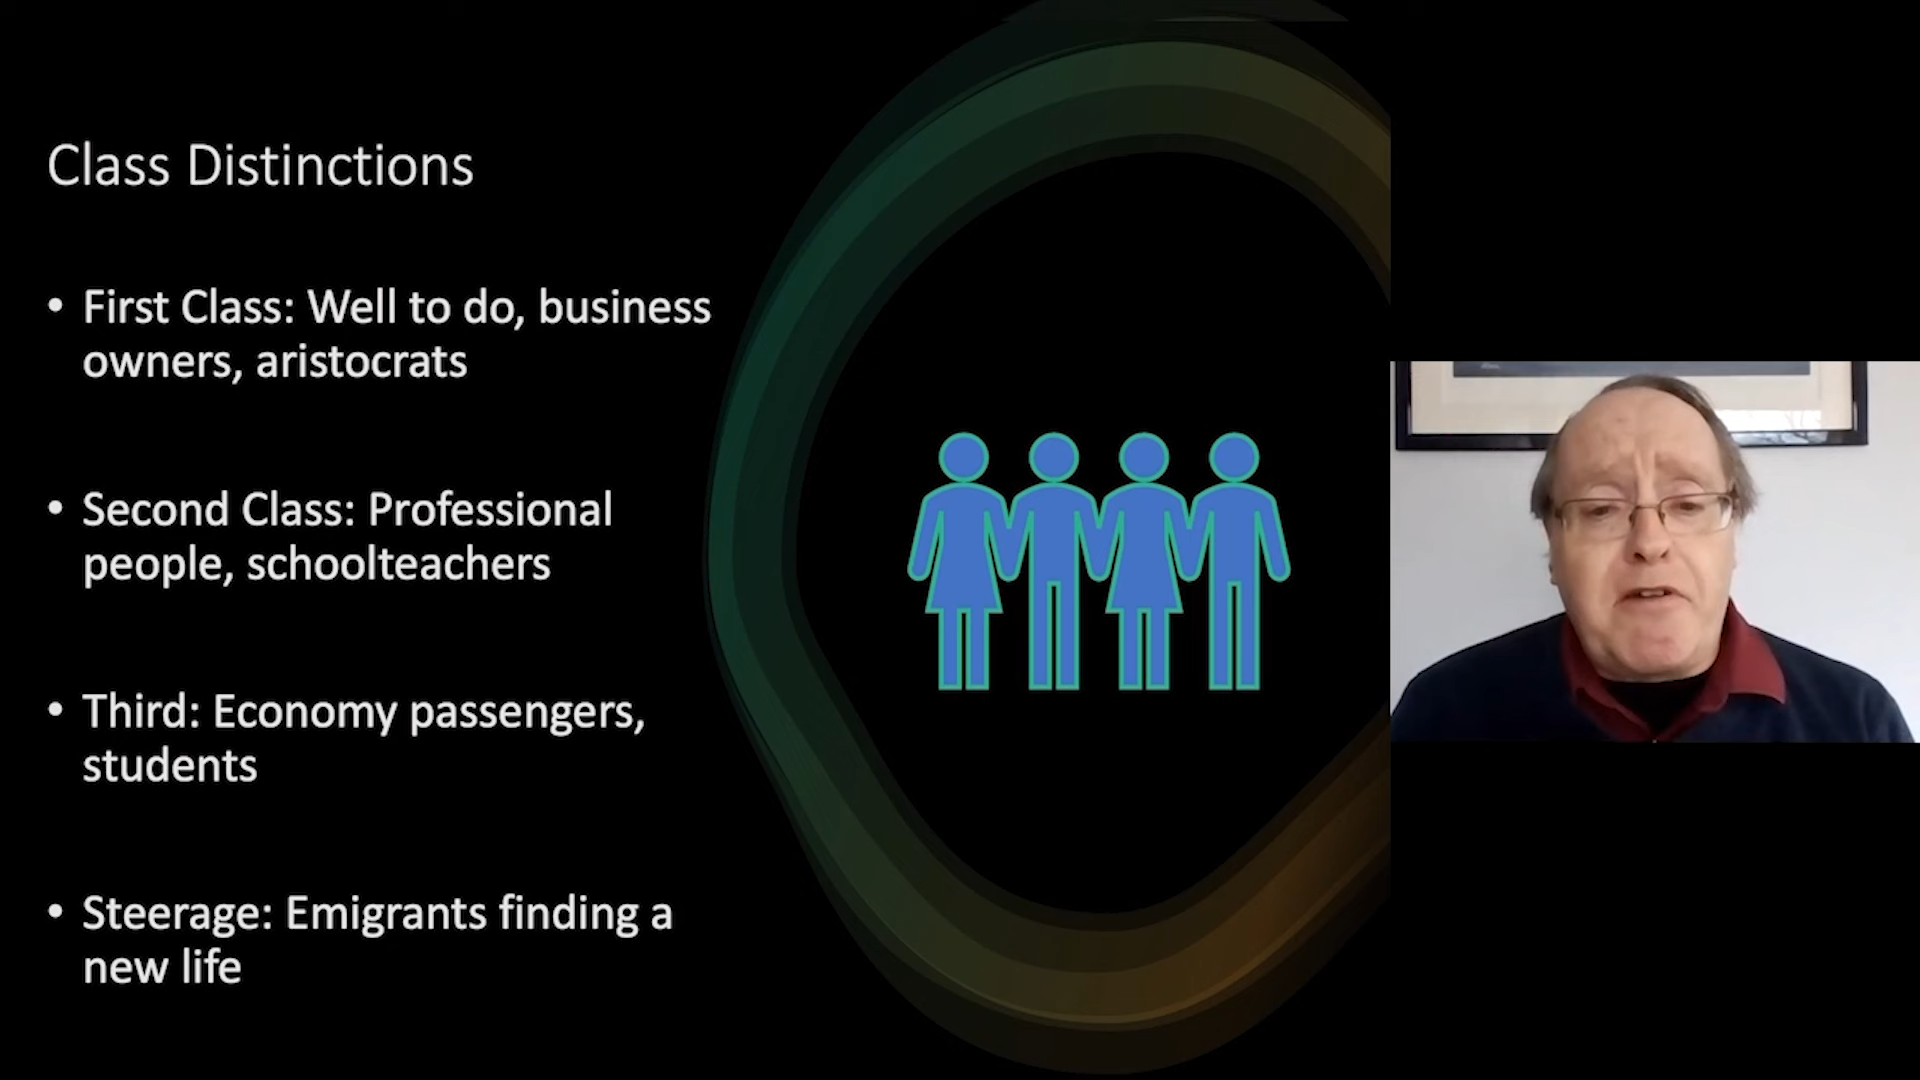 Class Distinctions
• First Class: Well to do, business
owners, aristocrats
• Second Class: Professional
people, schoolteachers
• Third: Economy passengers,
students
• Steerage: Emigrants finding a
new life